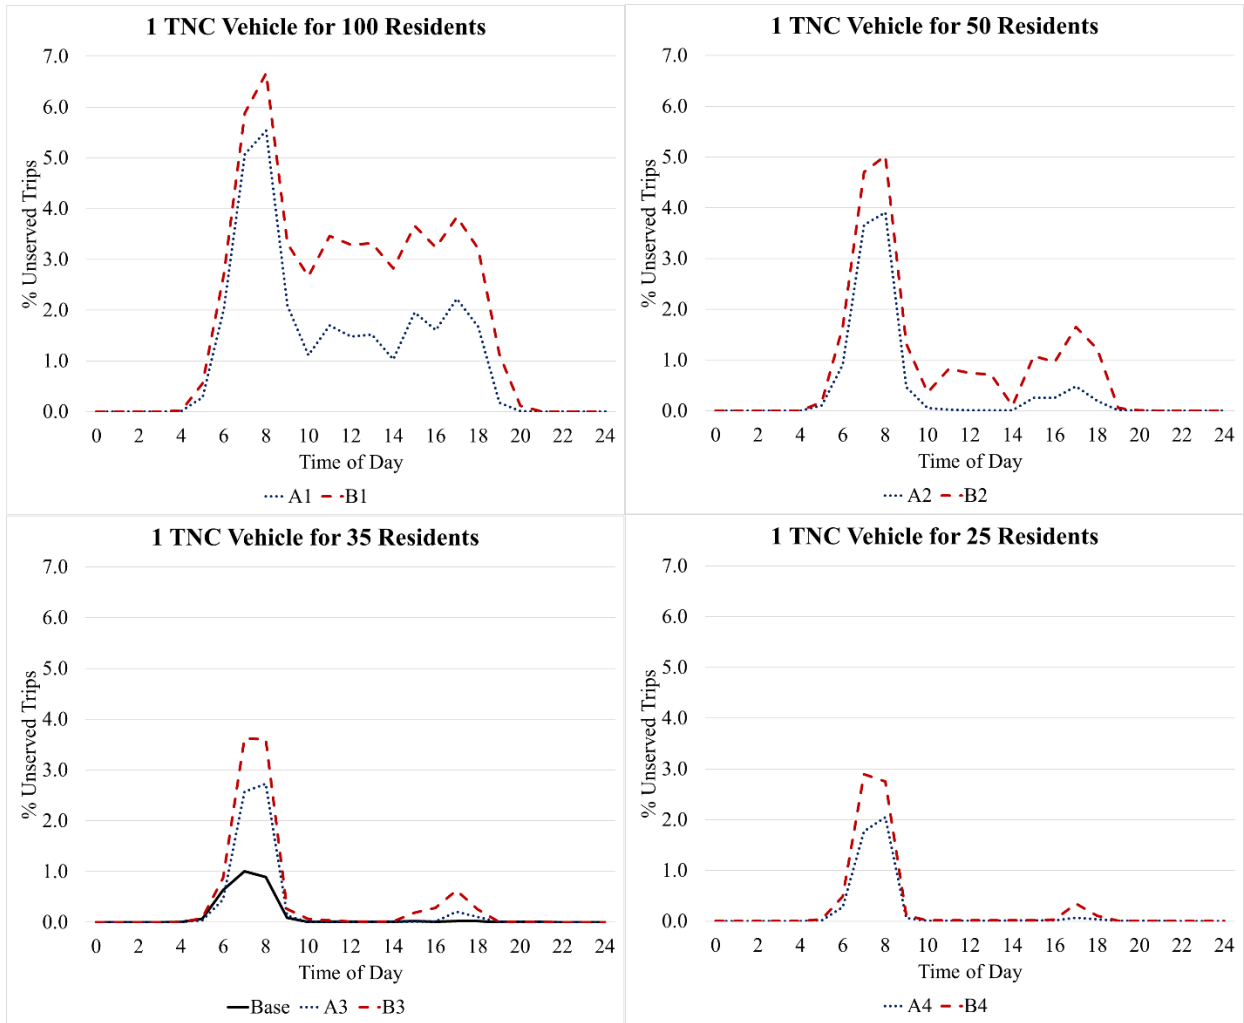 1 TNC Vehicle for 100 Residents
7.0
6.0
5.0
4.0
3.0
2.0
1.0
0.0
% Unserved Trips
0 2 4 6 8 10 12 14 16 18 20 22 24
Time of Day
A1 B1
1 TNC Vehicle for 50 Residents
7.0
6.0
5.0
4.0
3.0
2.0
1.0
0.0
% Unserved Trips
0 2 4 6 8 10 12 14 16 18 20 22 24
Time of Day
A2 B2
1 TNC Vehicle for 35 Residents
7.0
6.0
5.0
4.0
3.0
2.0
1.0
0.0
% Unserved Trips
0 2 4 6 8 10 12 14 16 18 20 22 24
Time of Day
Base A3 B3
1 TNC Vehicle for 25 Residents
7.0
6.0
5.0
4.0
3.0
2.0
1.0
0.0
% Unserved Trips
0 2 4 6 8 10 12 14 16 18 20 22 24
Time of Day
A4 B4